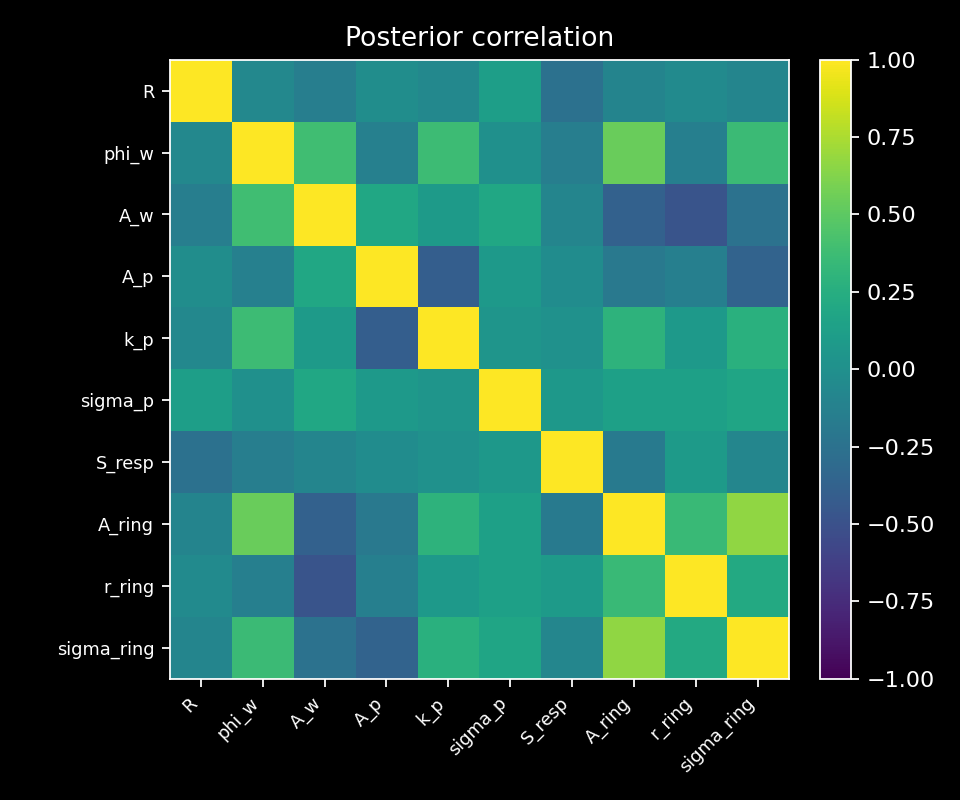 Posterior correlation
R
phi_w
A_w
A_p
k_p
sigma_p
S_resp
A_ring
r_ring
sigma_ring
R
phi_w
A_w
A_p
k_p
sigma_p
S_resp
A_ring
r_ring
sigma_ring
1.00
0.75
0.50
0.25
0.00
−0.25
−0.50
−0.75
−1.00